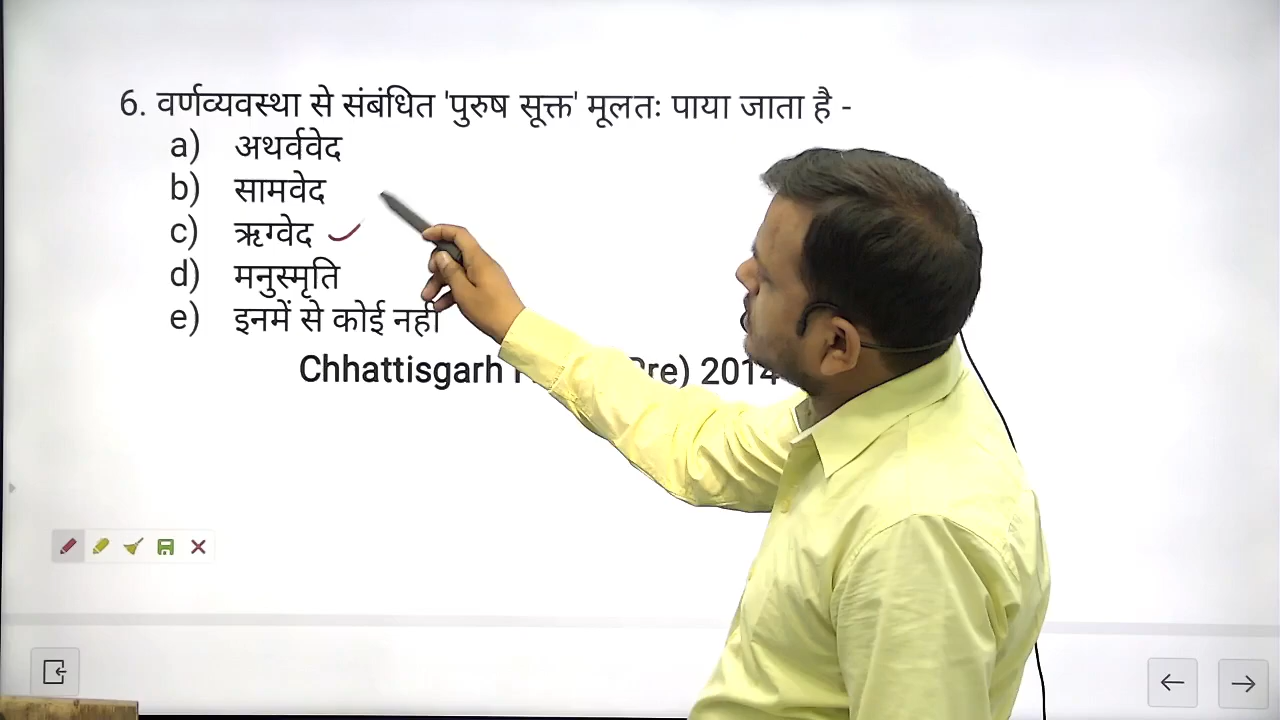 6. वर्णव्यवस्था से संबंधित 'पुरुष सूक्त' मूलतः पाया जाता है -
a) अथर्ववेद
b) सामवेद
c) ऋग्वेद
d) मनुस्मृति
e) इनमें से कोई नही
Chhattisgarh 2014